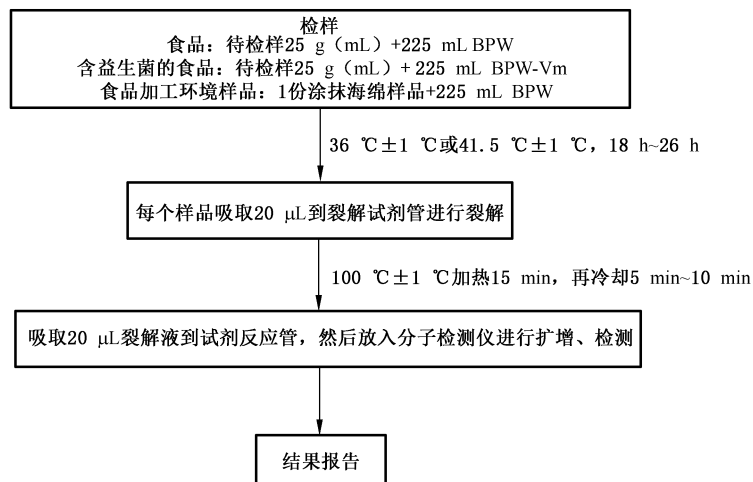 检样
食品：待检样25 g（mL）+225 mL BPW
含益生菌的食品：待检样25 g（mL）+ 225 mL BPW-Vm
食品加工环境样品：1份涂抹海绵样品+225 mL BPW
36 ℃±1 ℃或41.5 ℃±1 ℃，18 h~26 h
每个样品吸取20 μL到裂解试剂管进行裂解
100 ℃±1 ℃加热15 min，再冷却5 min~10 min
吸取20 μL裂解液到试剂反应管，然后放入分子检测仪进行扩增、检测
结果报告